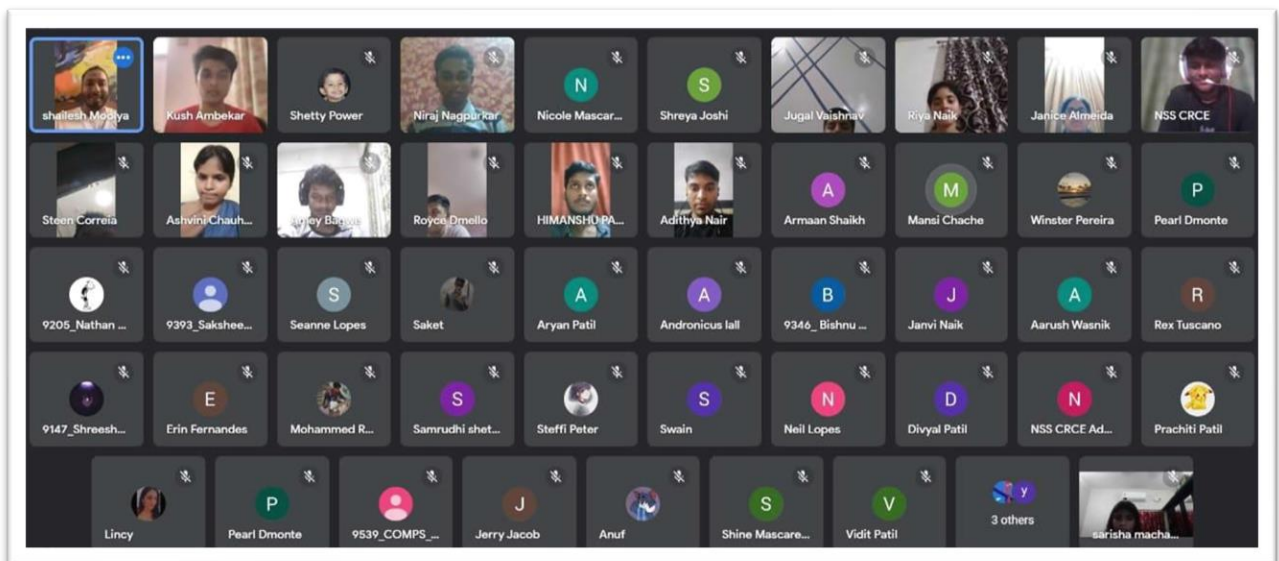 shailesh Modiya
Kush Ambekar
Shetty Power
Niraj Nagpurkar
N
Nicole Mascar...
S
Shreya Joshi
Jugal Vaishnav
Riya Naik
Janice Almeida
NSS CRCE
Steen Correia
Ashvini Chauh...
Royce Dmello
HIMANSHU PA...
Adithya Nair
A
Armaan Shaikh
M
Mansi Chache
Winster Pereira
P
Pearl Dmonte
9205_Nathan ...
9393_Sakshee...
S
Seanne Lopes
Saket
A
Aryan Patil
A
Andronicus lall
B
9346_ Bishnu ...
J
Janvi Naik
A
Aarush Wasnik
R
Rex Tuscano
9147_Shreesh...
E
Erin Fernandes
Mohammed R...
S
Samrudhi shet...
Steffi Peter
S
Swain
N
Neil Lopes
D
Divyal Patil
N
NSS CRCE Ad...
Prachiti Patil
Lincy
P
Pearl Dmonte
9539_COMPS_...
J
Jerry Jacob
Anuf
S
Shine Mascare...
V
Vidit Patil
y
3 others
sarisha macha...